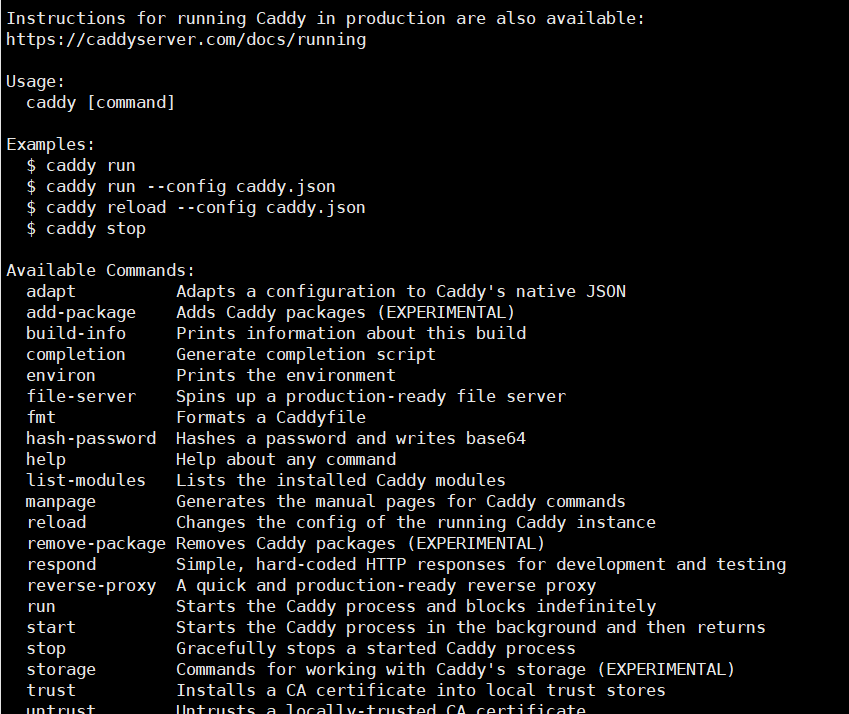 Instructions for running Caddy in production are also available:
https://caddyserver.com/docs/running
Usage:
caddy [command]
Examples:
$ caddy run
$ caddy run --config caddy.json
$ caddy reload --config caddy.json
$ caddy stop
Available Commands:
adapt Adapts a configuration to Caddy's native JSON
add-package Adds Caddy packages (EXPERIMENTAL)
build-info Prints information about this build
completion Generate completion script
environ Prints the environment
file-server Spins up a production-ready file server
fmt Formats a Caddyfile
hash-password Hashes a password and writes base64
help Help about any command
list-modules Lists the installed Caddy modules
manpage Generates the manual pages for Caddy commands
reload Changes the config of the running Caddy instance
remove-package Removes Caddy packages (EXPERIMENTAL)
respond Simple, hard-coded HTTP responses for development and testing
reverse-proxy A quick and production-ready reverse proxy
run Starts the Caddy process and blocks indefinitely
start Starts the Caddy process in the background and then returns
stop Gracefully stops a started Caddy process
storage Commands for working with Caddy's storage (EXPERIMENTAL)
trust Installs a CA certificate into local trust stores
untrust Untrusts a locally-trusted CA certificate